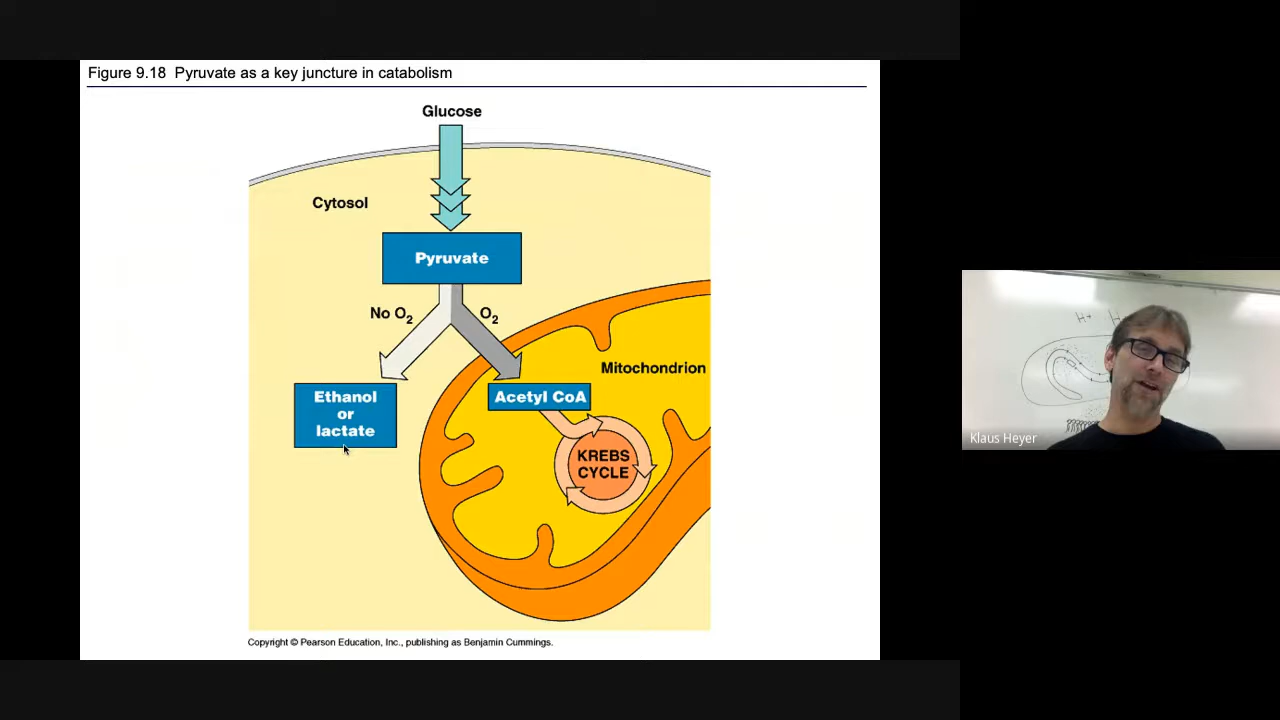 Figure 9.18 Pyruvate as a key juncture in catabolism
Glucose
Cytosol
Pyruvate
No O2
O2
Mitochondrion
Ethanol
or
lactate
Acetyl CoA
KREBS
CYCLE
H+ H
Klaus Heyer
Copyright © Pearson Education, Inc., publishing as Benjamin Cummings.